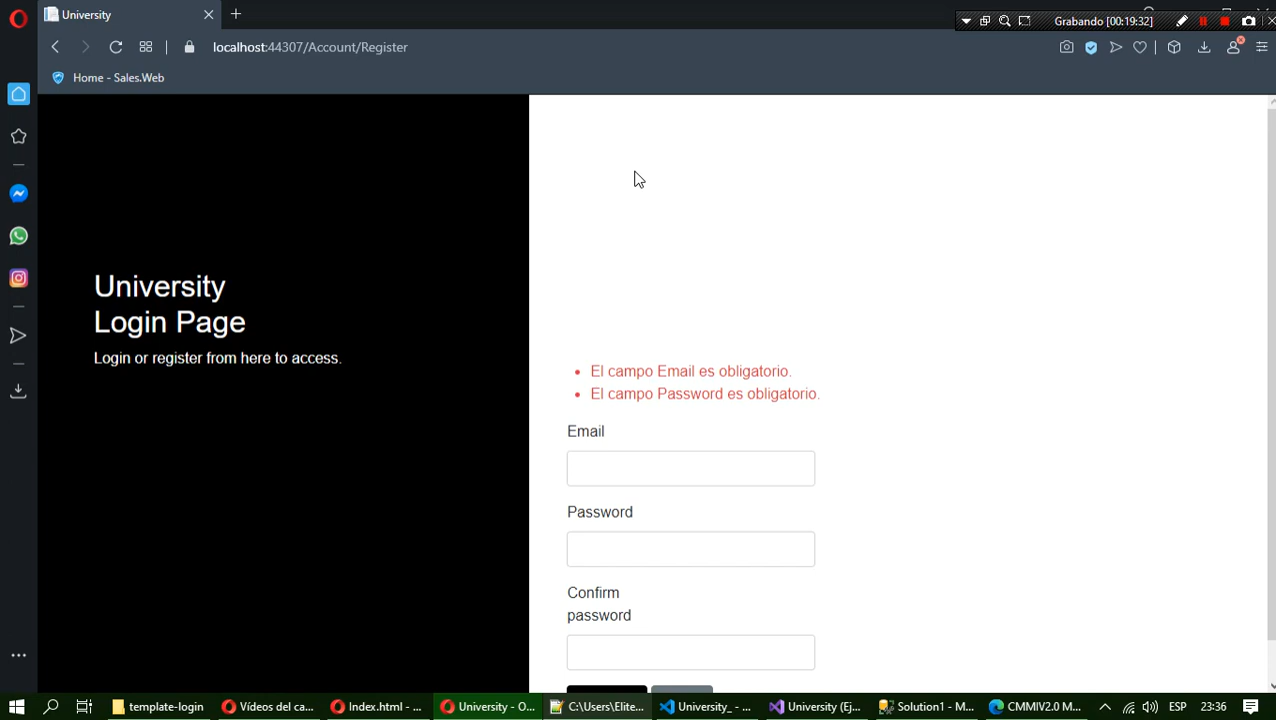 University
Grabando [00:19:32]
localhost:44307/Account/Register
Home - Sales.Web
University
Login Page
Login or register from here to access.
El campo Email es obligatorio.
El campo Password es obligatorio.
Email
Password
Confirm
password
template-login
Vídeos del ca...
Index.html - ...
University - O...
C:\Users\Elite...
University_ - ...
University (Ej...
Solution1 - M...
CMMIV2.0 M...
ESP
23:36